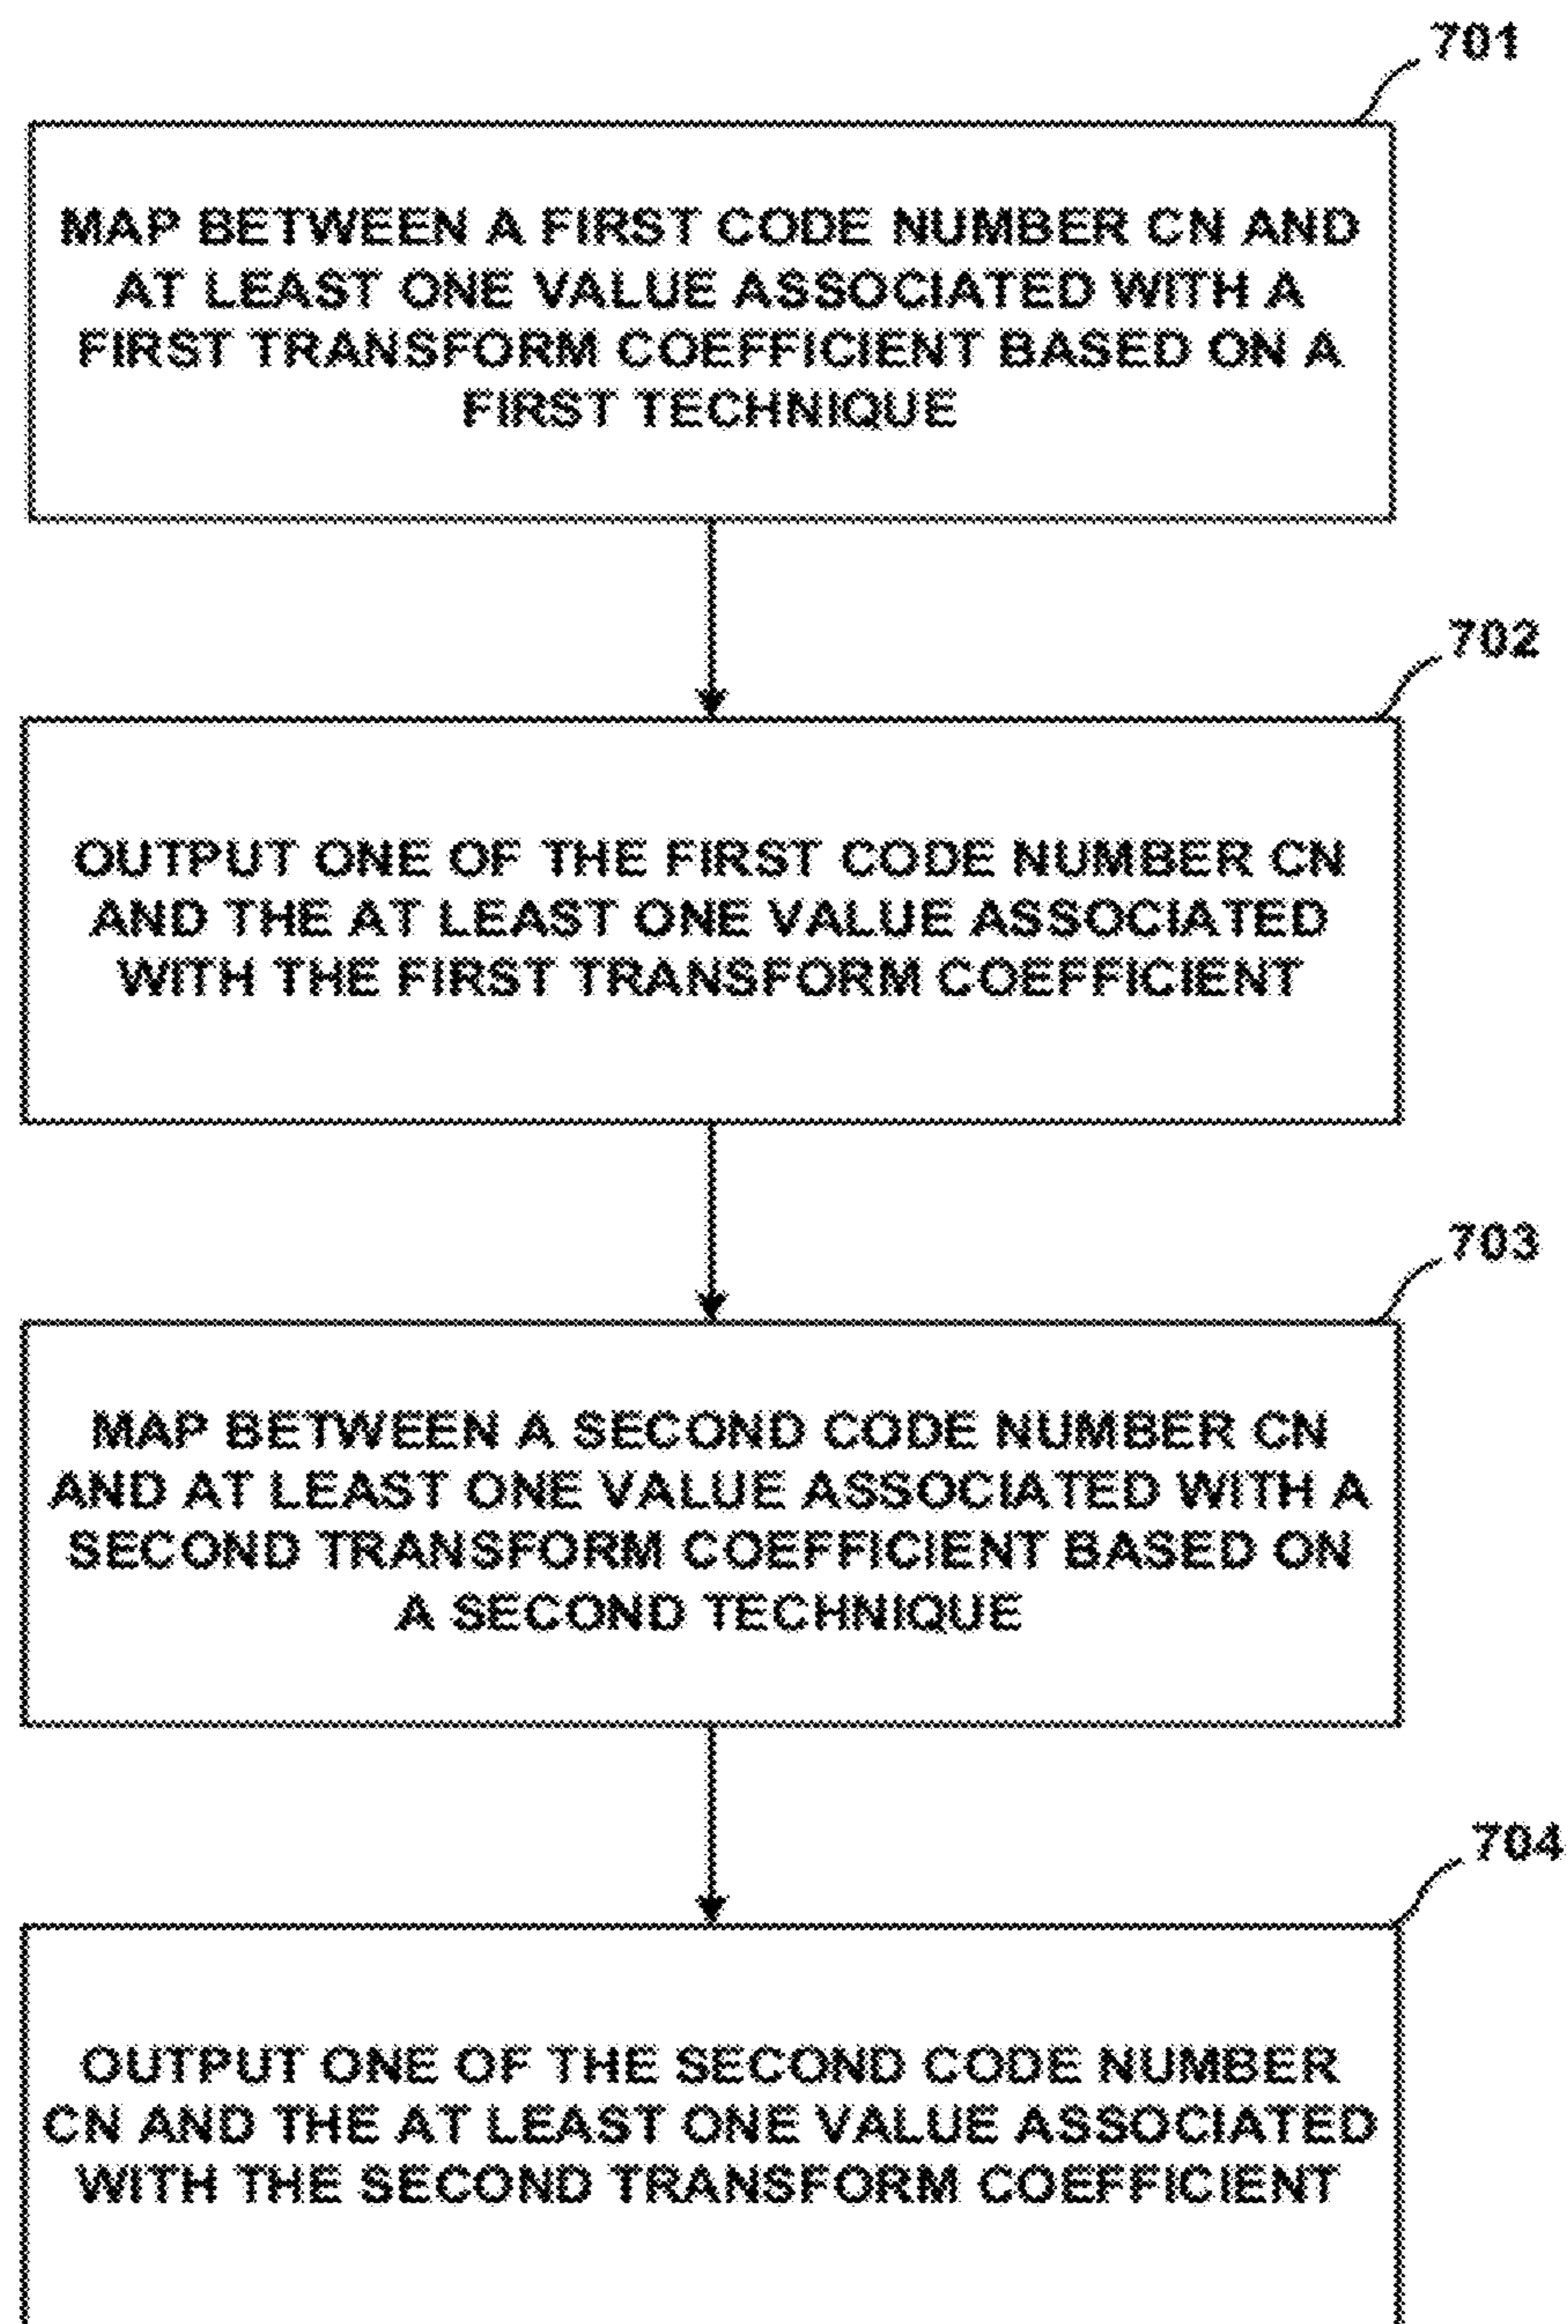 701
MAP BETWEEN A FIRST CODE NUMBER CN AND
AT LEAST ONE VALUE ASSOCIATED WITH A
FIRST TRANSFORM COEFFICIENT BASED ON A
FIRST TECHNIQUE
702
OUTPUT ONE OF THE FIRST CODE NUMBER CN
AND THE AT LEAST ONE VALUE ASSOCIATED
WITH THE FIRST TRANSFORM COEFFICIENT
703
MAP BETWEEN A SECOND CODE NUMBER CN
AND AT LEAST ONE VALUE ASSOCIATED WITH A
SECOND TRANSFORM COEFFICIENT BASED ON
A SECOND TECHNIQUE
704
OUTPUT ONE OF THE SECOND CODE NUMBER
CN AND THE AT LEAST ONE VALUE ASSOCIATED
WITH THE SECOND TRANSFORM COEFFICIENT